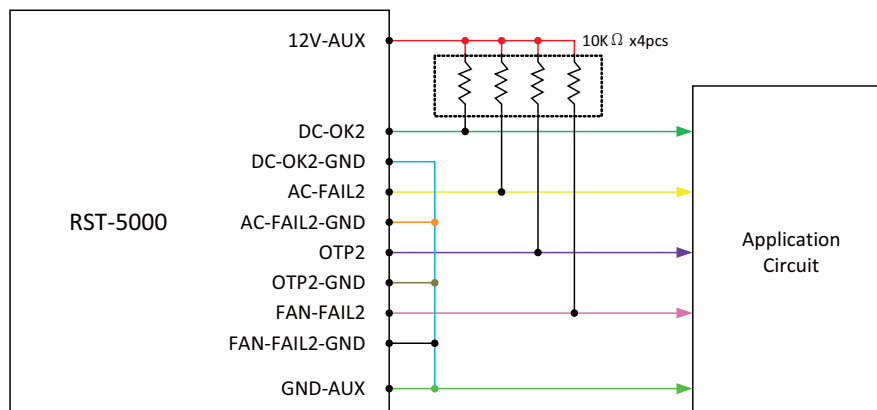 12V-AUX
10KΩ x4pcs
DC-OK2
DC-OK2-GND
AC-FAIL2
RST-5000
AC-FAIL2-GND
OTP2
OTP2-GND
FAN-FAIL2
FAN-FAIL2-GND
GND-AUX
Application
Circuit